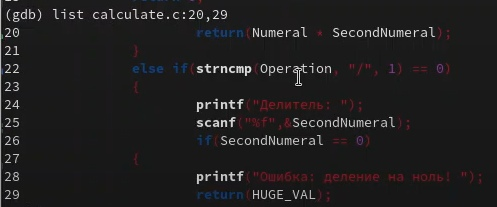 (gdb) list calculate.c:20,29
20 return(Numeral * SecondNumeral);
21 }
22 else if(strncmp(Operation, "/", 1) == 0)
23 {
24 printf("Делитель: ");
25 scanf("%f",&SecondNumeral);
26 if(SecondNumeral == 0)
27 {
28 printf("Ошибка: деление на ноль! ");
29 return(HUGE_VAL);